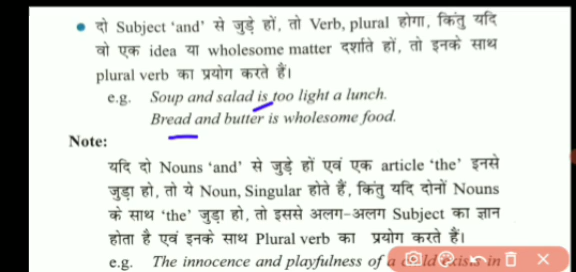 दो Subject ‘and’ से जुड़े हों, तो Verb, plural होगा, किंतु यदि
वो एक idea या wholesome matter दर्शाते हों, तो इनके साथ
plural verb का प्रयोग करते हैं।
e.g. Soup and salad is too light a lunch.
Bread and butter is wholesome food.
Note:
यदि दो Nouns ‘and’ से जुड़े हों एवं एक article ‘the’ इनसे
जुड़ा हो, तो ये Noun, Singular होते हैं, किंतु यदि दोनों Nouns
के साथ ‘the’ जुड़ा हो, तो इससे अलग-अलग Subject का ज्ञान
होता है एवं इनके साथ Plural verb का प्रयोग करते हैं।
e.g. The innocence and playfulness of a in